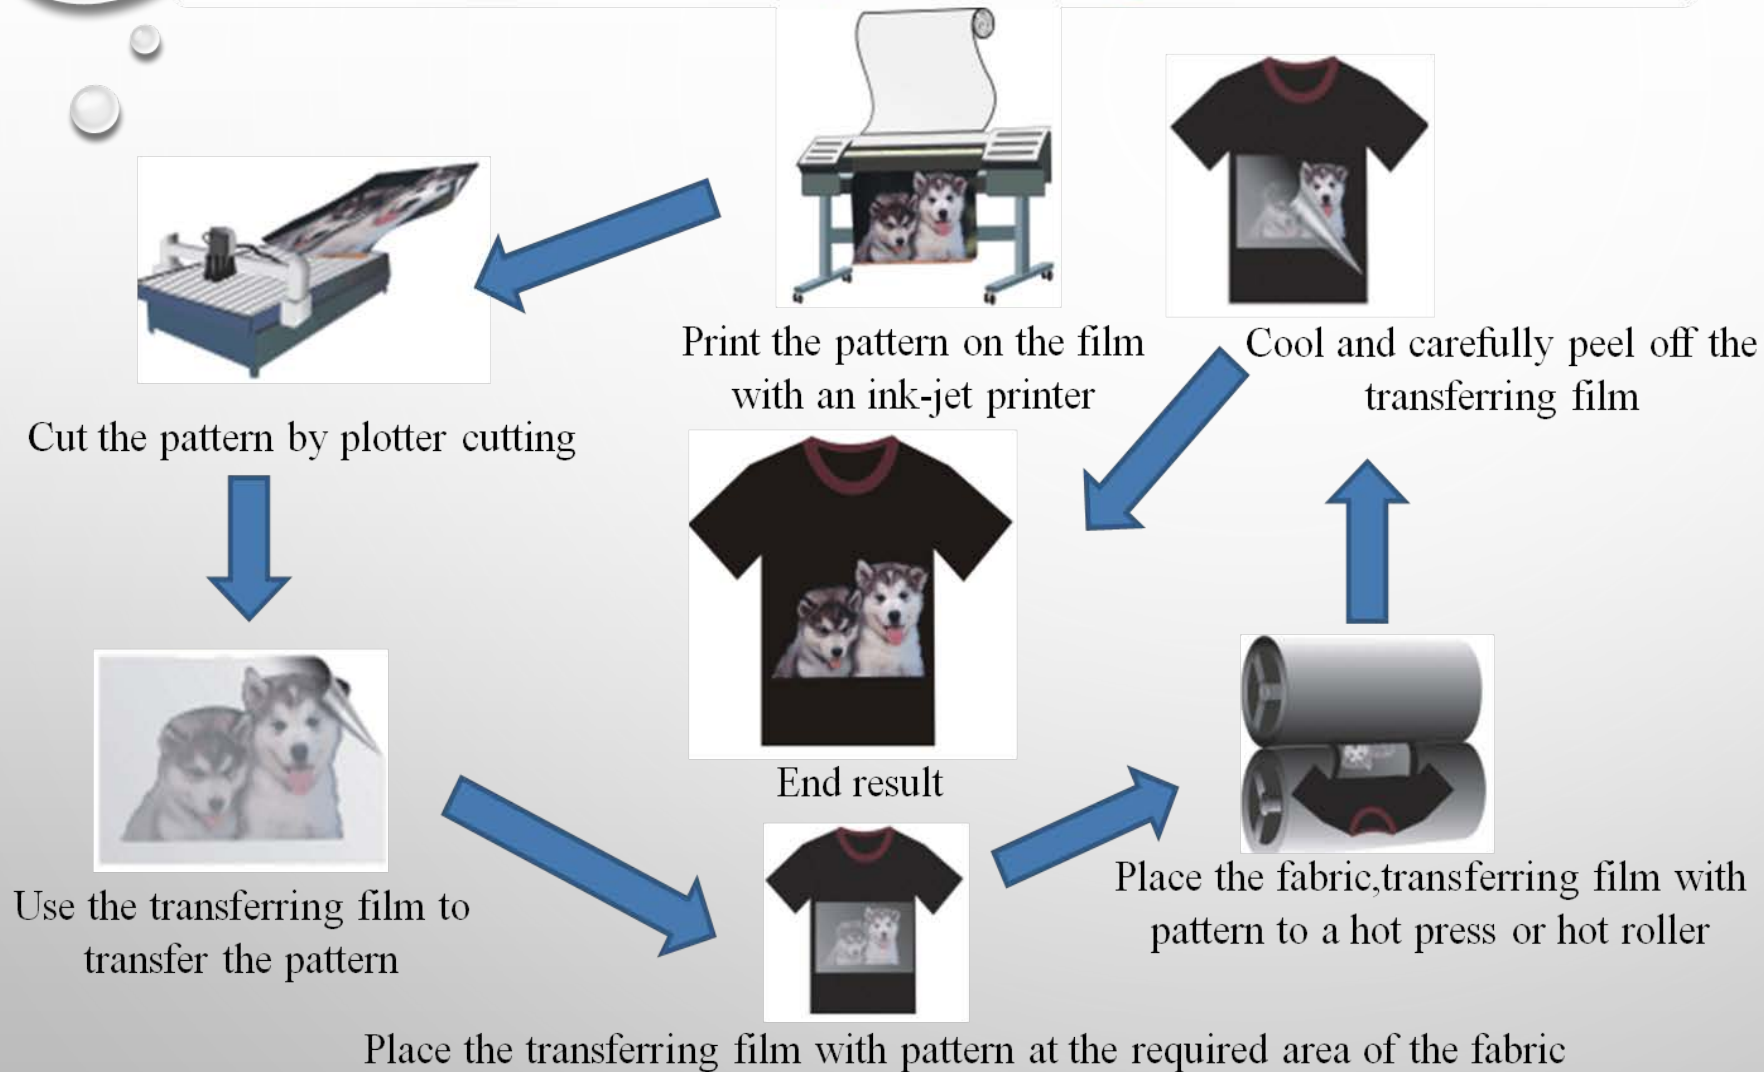 Print the pattern on the film
with an ink-jet printer
Cut the pattern by plotter cutting
Use the transferring film to
transfer the pattern
Place the transferring film with pattern at the required area of the fabric
Place the fabric,transferring film with
pattern to a hot press or hot roller
Cool and carefully peel off the
transferring film
End result